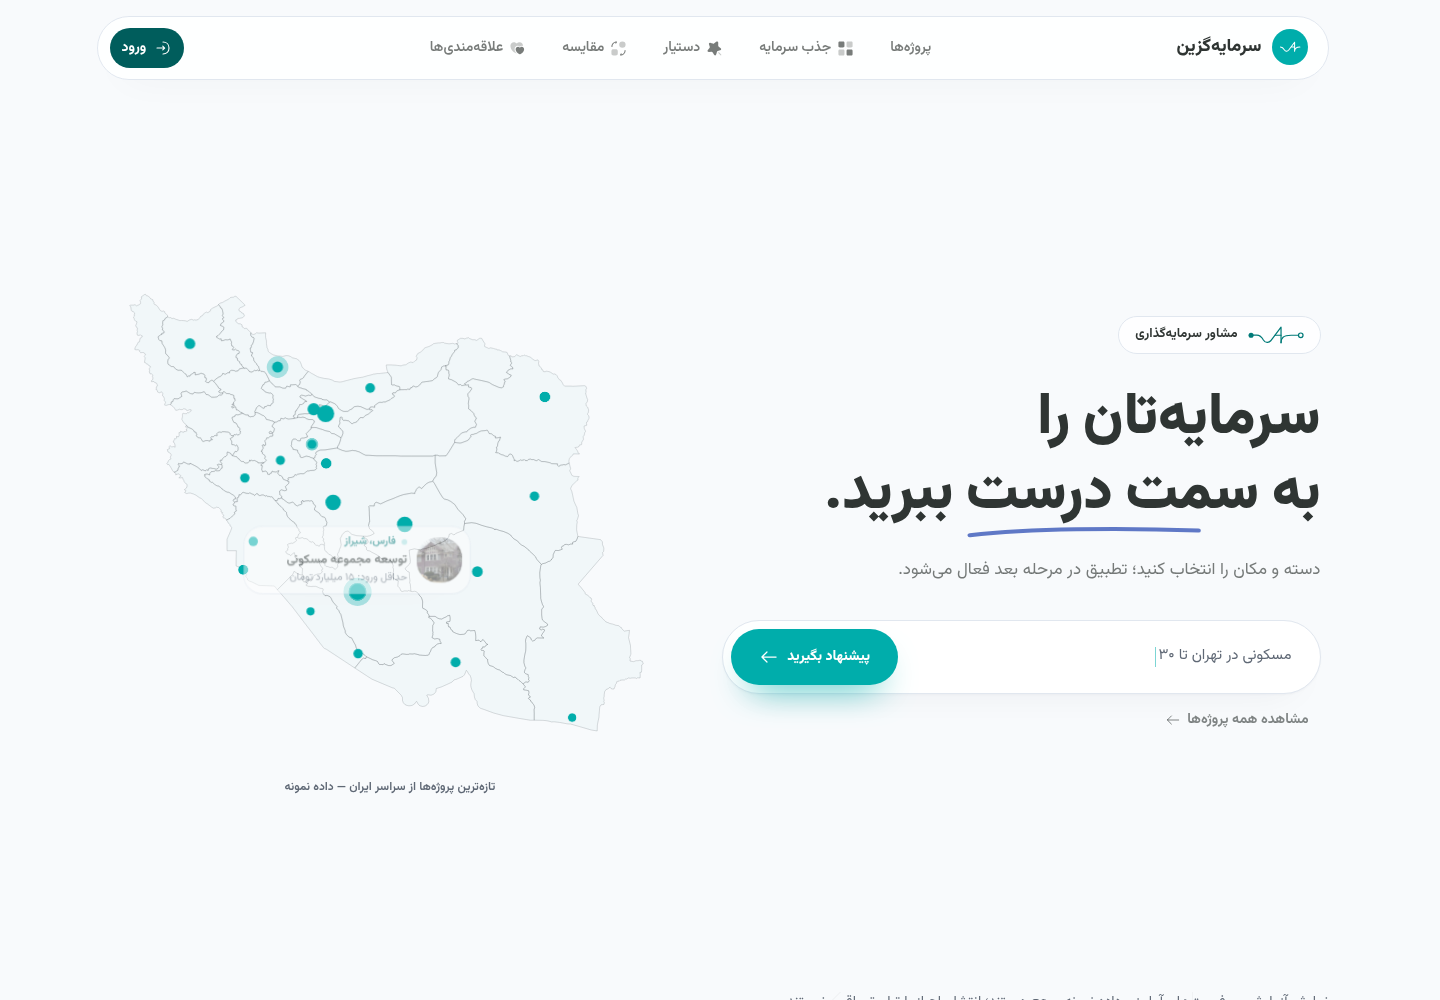 سرمایه‌گزین
پروژه‌ها
جذب سرمایه
دستیار
مقایسه
علاقه‌مندی‌ها
ورود
مشاور سرمایه‌گذاری
سرمایه‌تان را
به سمت درست ببرید.
دسته و مکان را انتخاب کنید؛ تطبیق در مرحله بعد فعال می‌شود.
مسکونی در تهران تا ۳۰
پیشنهاد بگیرید
مشاهده همه پروژه‌ها
فارس، شیراز
توسعه مجموعه مسکونی
حداقل ورود: ۱۵ میلیارد تومان
تازه‌ترین پروژه‌ها از سراسر ایران — داده نمونه